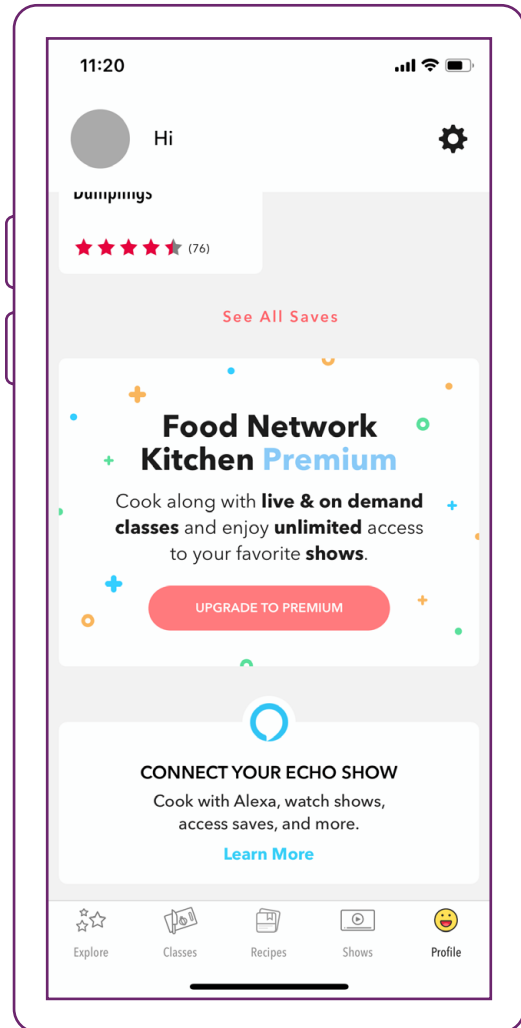 11:20
Hi
Dumplings
(76)
See All Saves
Food Network
Kitchen Premium
Cook along with live & on demand
classes and enjoy unlimited access
to your favorite shows.
UPGRADE TO PREMIUM
CONNECT YOUR ECHO SHOW
Cook with Alexa, watch shows,
access saves, and more.
Learn More
Explore Classes Recipes Shows Profile